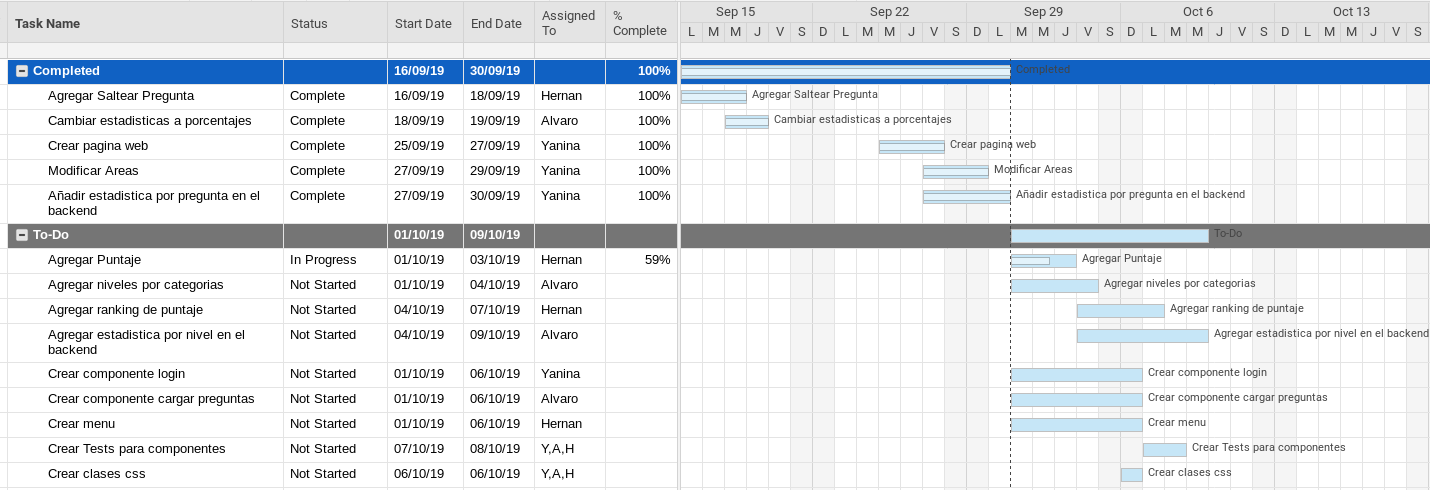 Task Name Status Start Date End Date Assigned To % Complete Sep 15 Sep 22 Sep 29 Oct 6 Oct 13
L M M J V S D L M M J V S D L M M J V S D L M M J V S D L M M J V S
Completed 16/09/19 30/09/19 100% Completed
Agregar Saltear Pregunta Complete 16/09/19 18/09/19 Hernan 100% Agregar Saltear Pregunta
Cambiar estadisticas a porcentajes Complete 18/09/19 19/09/19 Alvaro 100% Cambiar estadisticas a porcentajes
Crear pagina web Complete 25/09/19 27/09/19 Yanina 100% Crear pagina web
Modificar Areas Complete 27/09/19 29/09/19 Yanina 100% Modificar Areas
Añadir estadistica por pregunta en el Complete 27/09/19 30/09/19 Yanina 100% Añadir estadistica por pregunta en el backend
backend
To-Do 01/10/19 09/10/19 To-Do
Agregar Puntaje In Progress 01/10/19 03/10/19 Hernan 59% Agregar Puntaje
Agregar niveles por categorias Not Started 01/10/19 04/10/19 Alvaro Agregar niveles por categorias
Agregar ranking de puntaje Not Started 04/10/19 07/10/19 Hernan Agregar ranking de puntaje
Agregar estadistica por nivel en el Not Started 04/10/19 09/10/19 Alvaro Agregar estadistica por nivel en el backend
backend
Crear componente login Not Started 01/10/19 06/10/19 Yanina Crear componente login
Crear componente cargar preguntas Not Started 01/10/19 06/10/19 Alvaro Crear componente cargar preguntas
Crear menu Not Started 01/10/19 06/10/19 Hernan Crear menu
Crear Tests para componentes Not Started 07/10/19 08/10/19 Y,A,H Crear Tests para componentes
Crear clases css Not Started 06/10/19 06/10/19 Y,A,H Crear clases css